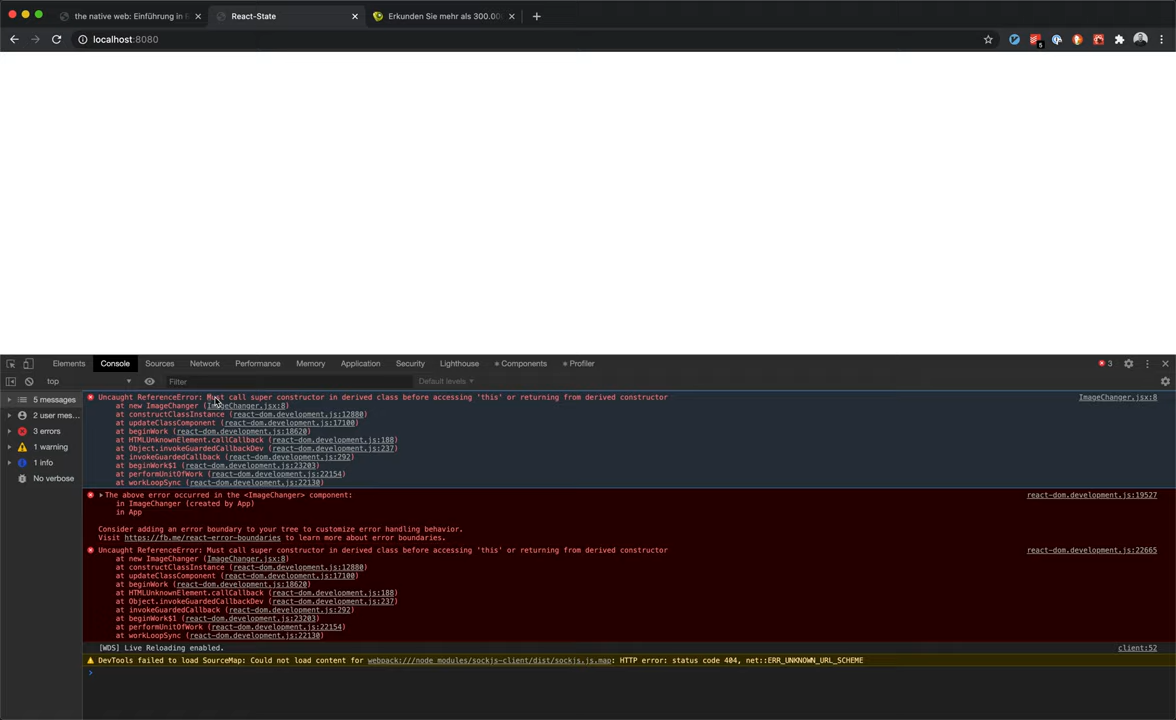 the native web: Einführung in
React-State
Erkunden Sie mehr als 300.00
localhost:8080
5
Elements
Console
Sources
Network
Performance
Memory
Application
Security
Lighthouse
Components
Profiler
3
top
Filter
Default levels
5 messages
2 user mes...
3 errors
1 warning
1 info
No verbose
Uncaught ReferenceError: Must call super constructor in derived class before accessing 'this' or returning from derived constructor
ImageChanger.jsx:8
at new ImageChanger (ImageChanger.jsx:8)
at constructClassInstance (react-dom.development.js:12880)
at updateClassComponent (react-dom.development.js:17100)
at beginWork (react-dom.development.js:18620)
at HTMLUnknownElement.callCallback (react-dom.development.js:188)
at Object.invokeGuardedCallbackDev (react-dom.development.js:237)
at invokeGuardedCallback (react-dom.development.js:292)
at beginWork$1 (react-dom.development.js:23203)
at performUnitOfWork (react-dom.development.js:22154)
at workLoopSync (react-dom.development.js:22130)
The above error occurred in the <ImageChanger> component:
react-dom.development.js:19527
in ImageChanger (created by App)
in App
Consider adding an error boundary to your tree to customize error handling behavior.
Visit https://fb.me/react-error-boundaries to learn more about error boundaries.
Uncaught ReferenceError: Must call super constructor in derived class before accessing 'this' or returning from derived constructor
react-dom.development.js:22665
at new ImageChanger (ImageChanger.jsx:8)
at constructClassInstance (react-dom.development.js:12880)
at updateClassComponent (react-dom.development.js:17100)
at beginWork (react-dom.development.js:18620)
at HTMLUnknownElement.callCallback (react-dom.development.js:188)
at Object.invokeGuardedCallbackDev (react-dom.development.js:237)
at invokeGuardedCallback (react-dom.development.js:292)
at beginWork$1 (react-dom.development.js:23203)
at performUnitOfWork (react-dom.development.js:22154)
at workLoopSync (react-dom.development.js:22130)
[WDS] Live Reloading enabled.
client:52
DevTools failed to load SourceMap: Could not load content for webpack:///node_modules/sockjs-client/dist/sockjs.js.map: HTTP error: status code 404, net::ERR_UNKNOWN_URL_SCHEME